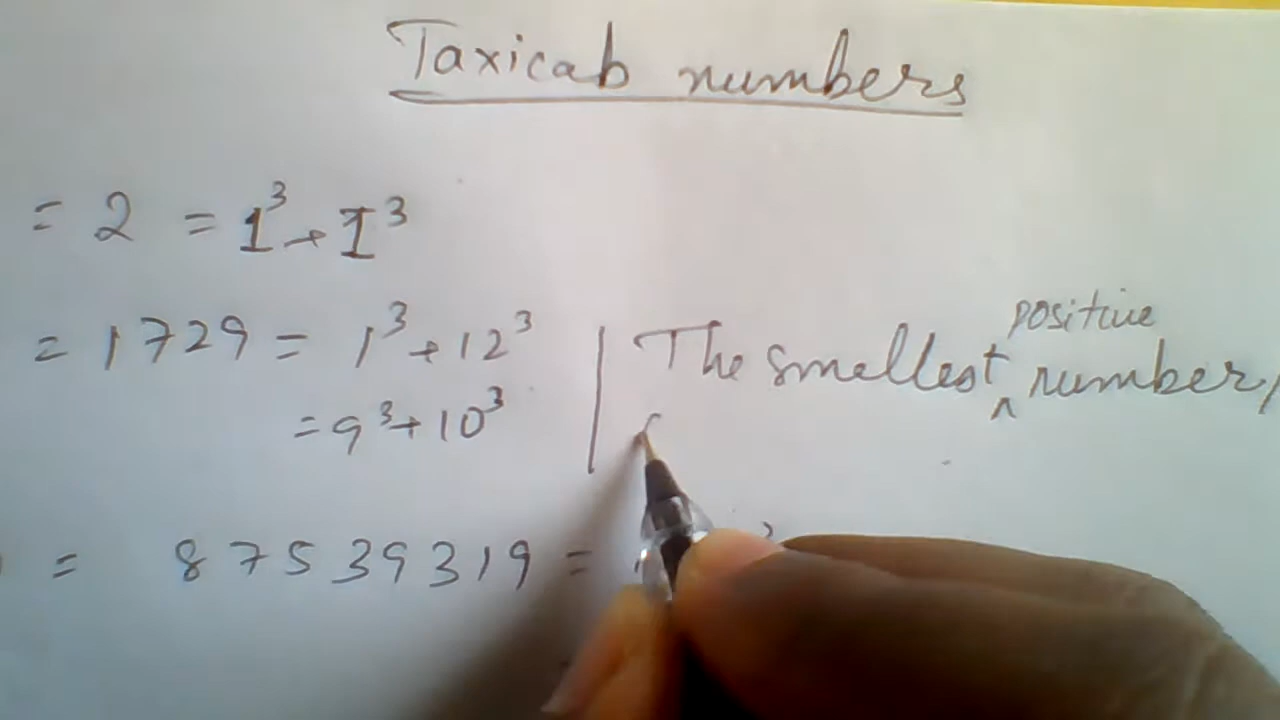 Taxicab numbers
= 2 = 1³ + 1³
= 1729 = 1³ + 12³
= 9³ + 10³
The smallest positive number,
= 87539319 =